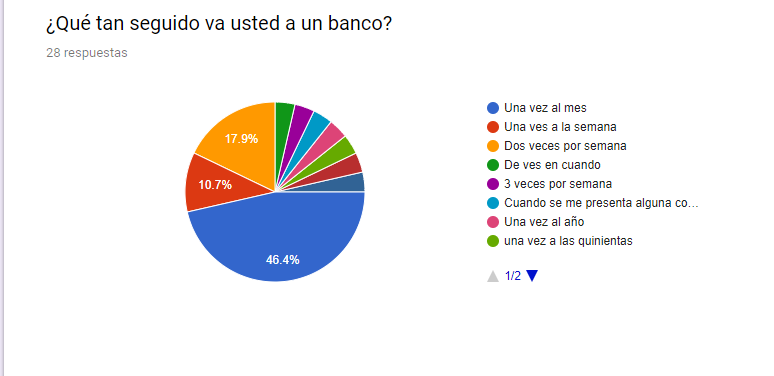 ¿Qué tan seguido va usted a un banco?
28 respuestas
17.9%
10.7%
46.4%
Una vez al mes
Una ves a la semana
Dos veces por semana
De ves en cuando
3 veces por semana
Cuando se me presenta alguna co...
Una vez al año
una vez a las quinientas
1/2